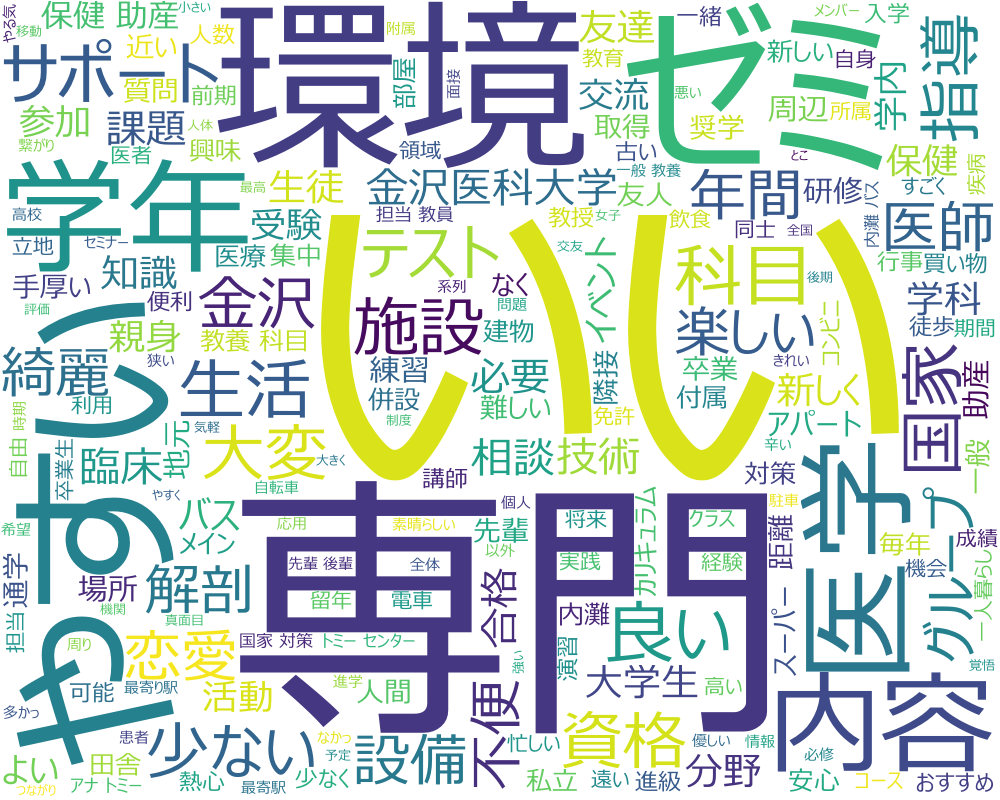 やる気
移動
保健 助産
小さい
サポート
近い
人数
質問
前期
参加
課題
医者
興味
人体
繋がり
環境
附属
部屋
面接
ゼミ
悪い
友達
教育
交流
取得
一緒
メンバー
入学
新しい
自身
周辺
所属
奨学
学内
指導
保健
すごく
疾病
学年
最高
生徒
受験
領域
金沢医科大学
一般 教養
友人
とこ
年間
研修
医師
内灘 バス
高校
立地
セミナー
医療
集中
担当 教員
教授
女子
飲食
同士
全国
行事
買い物
手厚い
知識
便利
金沢
テスト
交友
なく
イベント
科目
後期
学科
徒歩
期間
評価
親身
教養 科目
系列
問題
施設
建物
いい
楽しい
コンビニ
綺麗
狭い
利用
生活
練習
併設
必要
難しい
隣接
卒業
付属
きれい
新しく
アパート
国家
助産
自由
時期
気軽
制度
免許
やすい
卒業生
臨床
地元
大変
大きく
相談
技術
辛い
対策
医学
一般
希望
通学
バス
メイン
やすく
自転車
講師
個人
先輩
以外
将来
カリキュラム
クラス
駐車
距離
毎年
グループ
成績
応用
素晴らしい
専門
実践
経験
機会
一人暮らし
担当
場所
機関
解剖
先輩 後輩
全体
留年
電車
合格
内灘
演習
良い
スーパー
周り
真面目
国家 対策
トミー センター
強い
覚悟
恋愛
多かっ
可能
最寄り駅
活動
進学
人間
不便
大学生
高い
内容
よい
つながり
田舎
患者
アナトミー
熱心
少ない
最寄駅
少なく
なかっ
予定
設備
忙しい
私立
資格
遠い
進級
優しい
分野
情報
必修
安心
コース
おすすめ